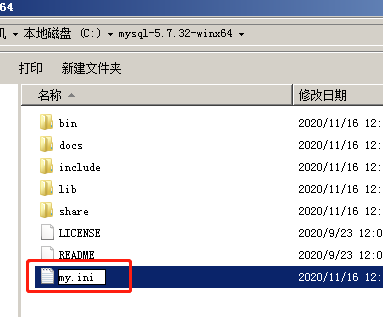 64
机 ▾ 本地磁盘 (C:) ▾ mysql-5.7.32-winx64 ▾
打印 新建文件夹
名称 修改日期
bin 2020/11/16 12:
docs 2020/11/16 12:
include 2020/11/16 12:
lib 2020/11/16 12:
share 2020/11/16 12:
LICENSE 2020/9/23 12:0
README 2020/9/23 12:0
my.ini 2020/11/16 12: